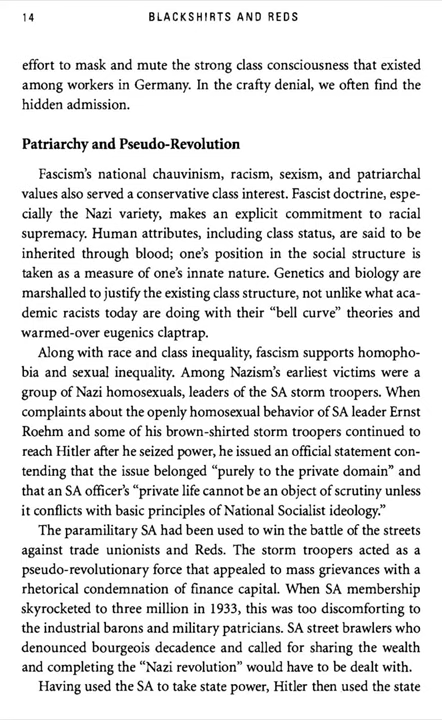 14 BLACKSHIRTS AND REDS
effort to mask and mute the strong class consciousness that existed
among workers in Germany. In the crafty denial, we often find the
hidden admission.
Patriarchy and Pseudo-Revolution
Fascism's national chauvinism, racism, sexism, and patriarchal
values also served a conservative class interest. Fascist doctrine, espe-
cially the Nazi variety, makes an explicit commitment to racial
supremacy. Human attributes, including class status, are said to be
inherited through blood; one's position in the social structure is
taken as a measure of one's innate nature. Genetics and biology are
marshalled to justify the existing class structure, not unlike what aca-
demic racists today are doing with their "bell curve" theories and
warmed-over eugenics claptrap.
Along with race and class inequality, fascism supports homopho-
bia and sexual inequality. Among Nazism's earliest victims were a
group of Nazi homosexuals, leaders of the SA storm troopers. When
complaints about the openly homosexual behavior of SA leader Ernst
Roehm and some of his brown-shirted storm troopers continued to
reach Hitler after he seized power, he issued an official statement con-
tending that the issue belonged "purely to the private domain" and
that an SA officer's "private life cannot be an object of scrutiny unless
it conflicts with basic principles of National Socialist ideology."
The paramilitary SA had been used to win the battle of the streets
against trade unionists and Reds. The storm troopers acted as a
pseudo-revolutionary force that appealed to mass grievances with a
rhetorical condemnation of finance capital. When SA membership
skyrocketed to three million in 1933, this was too discomforting to
the industrial barons and military patricians. SA street brawlers who
denounced bourgeois decadence and called for sharing the wealth
and completing the "Nazi revolution" would have to be dealt with.
Having used the SA to take state power, Hitler then used the state